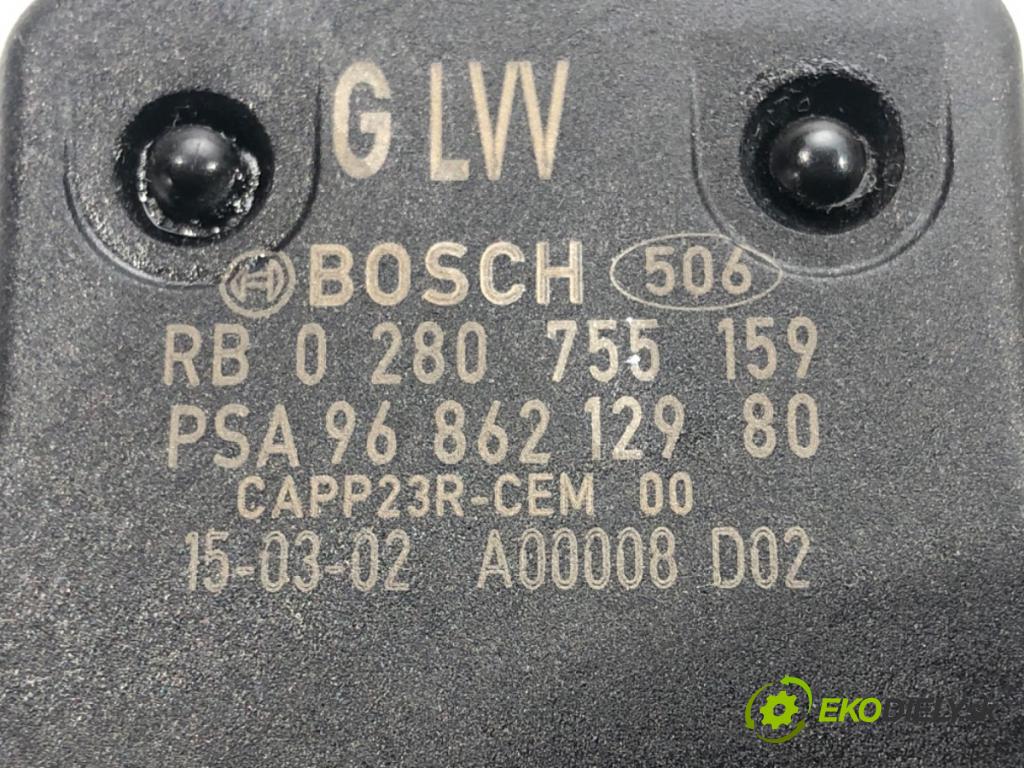 G LW
BOSCH 506
RB 0 280 755 159
PSA 96 862 129 80
CAPP23R-CEM 00
15-03-02 A00008 D02
EKODIELY.SK